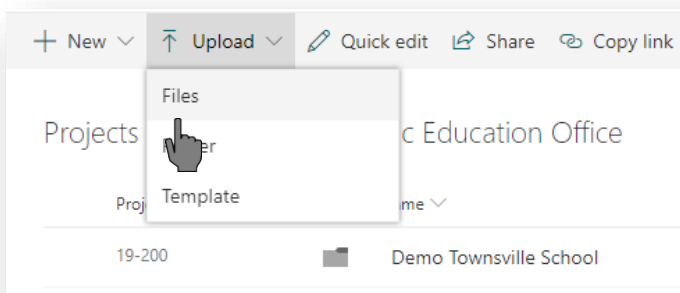 New Upload Quick edit Share Copy link
Files
Projects c Education Office
er
Template
Proj me
19-200 Demo Townsville School